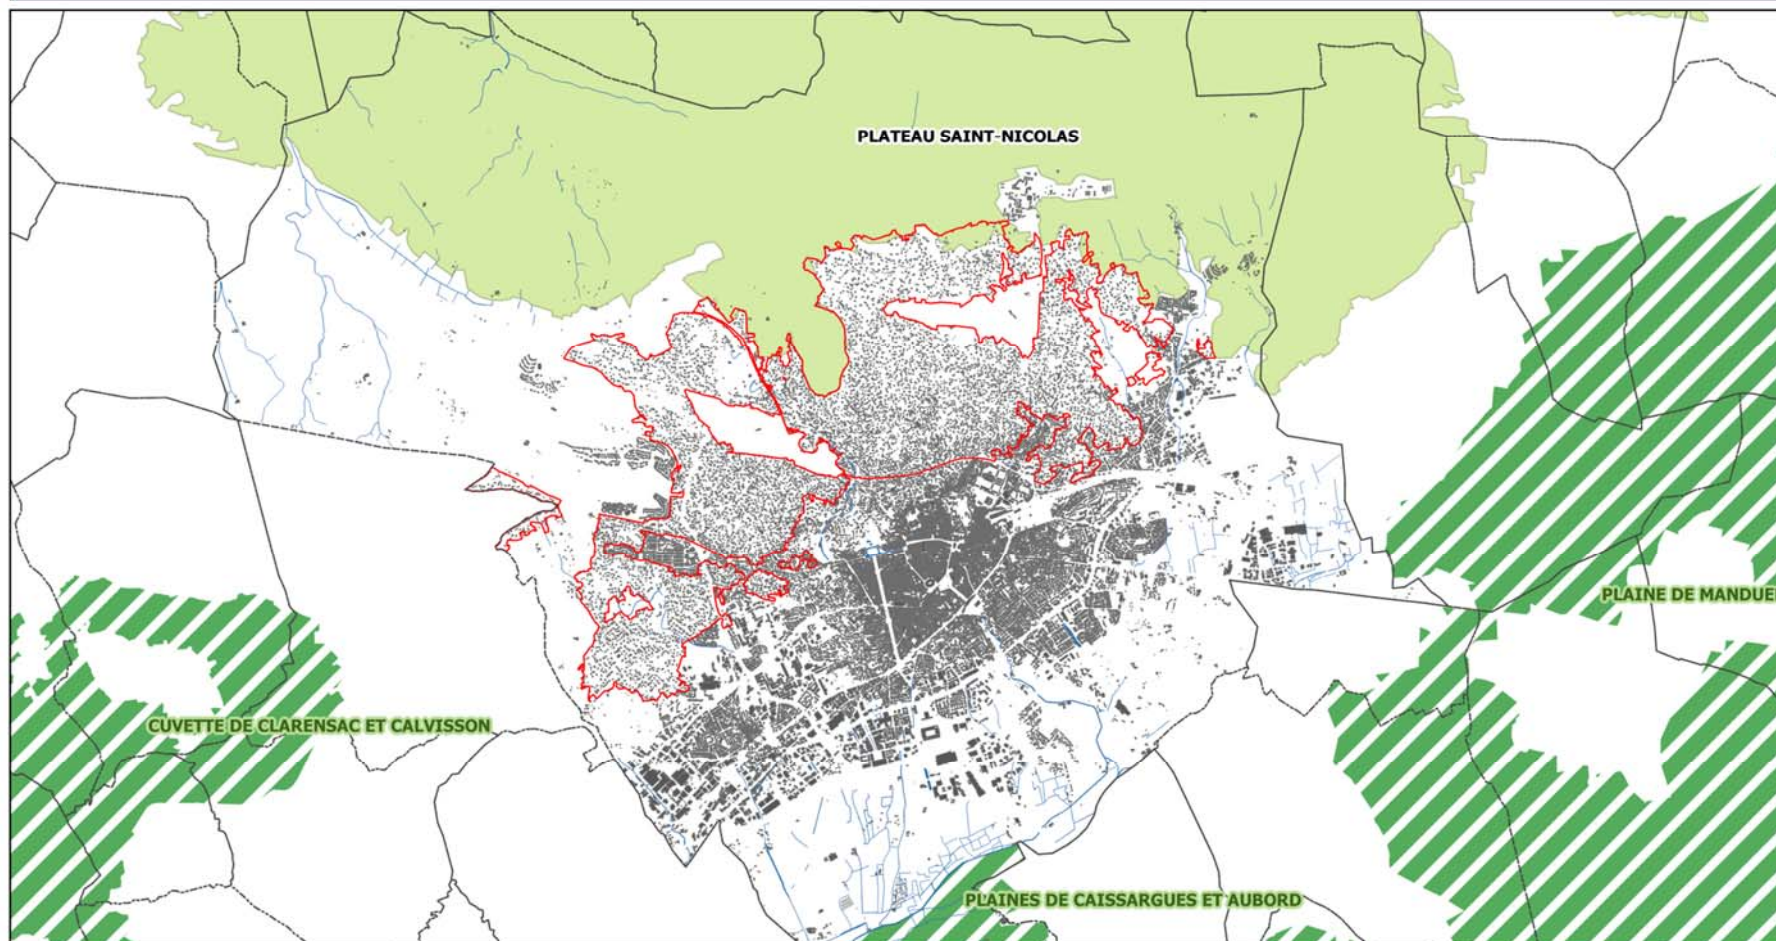 PLATEAU SAINT-NICOLAS
PLAINE DE MANDUE
CUVETTE DE CLARENSAC ET CALVISSON
PLAINES DE CAISSARGUES ET AUBORD